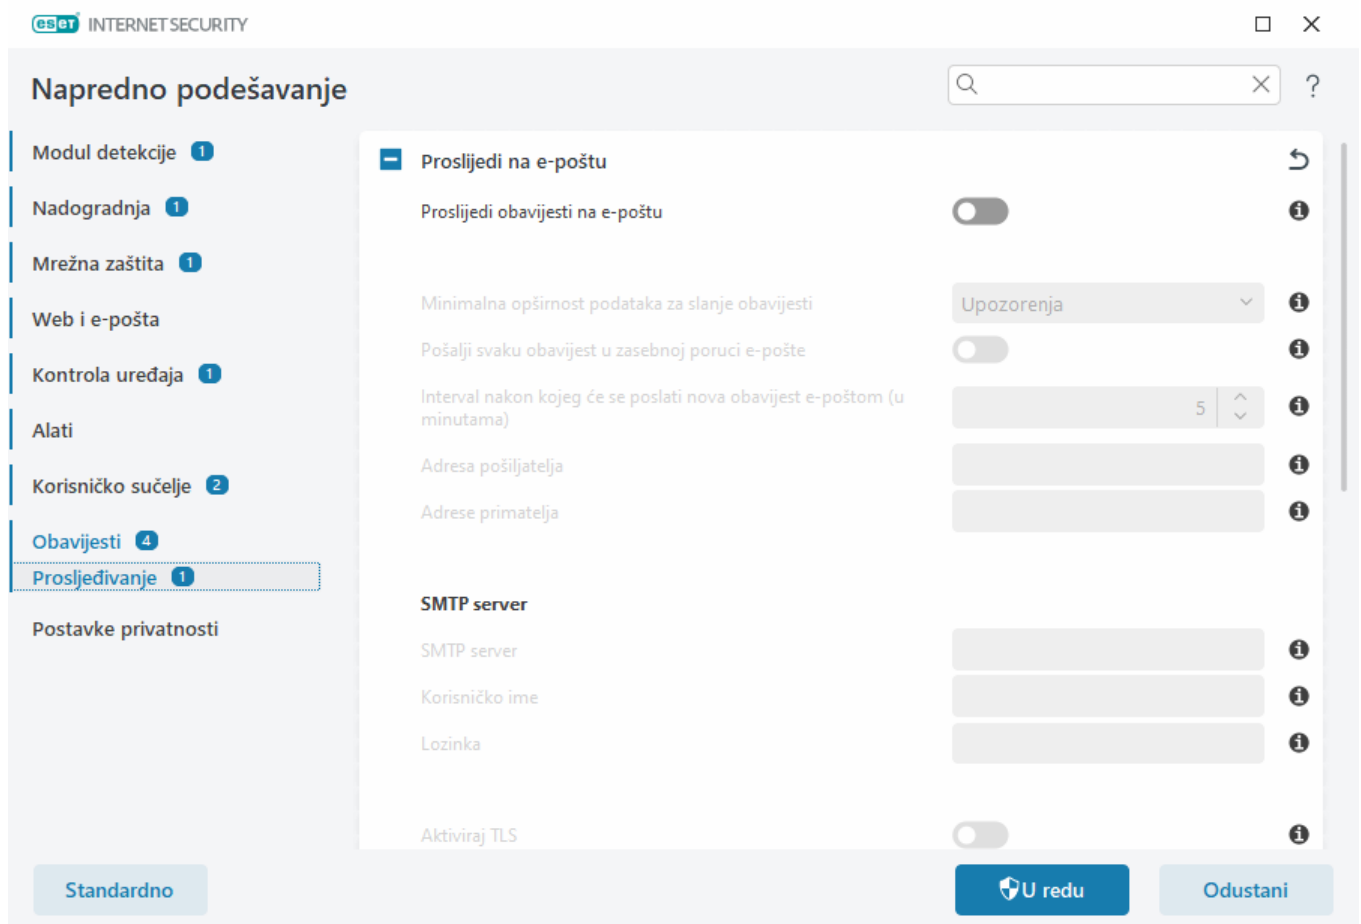 eset INTERNET SECURITY
Napredno podešavanje
?
Modul detekcije 1
Nadogradnja 1
Mrežna zaštita 1
Web i e-pošta
Kontrola uređaja 1
Alati
Korisničko sučelje 2
Obavijesti 4
Prosljeđivanje 1
Postavke privatnosti
Proslijedi na e-poštu
Proslijedi obavijesti na e-poštu
Minimalna opširnost podataka za slanje obavijesti
Upozorenja
Pošalji svaku obavijest u zasebnoj poruci e-pošte
Interval nakon kojeg će se poslati nova obavijest e-poštom (u
minutama)
5
Adresa pošiljatelja
Adrese primatelja
SMTP server
SMTP server
Korisničko ime
Lozinka
Aktiviraj TLS
Standardno
U redu
Odustani